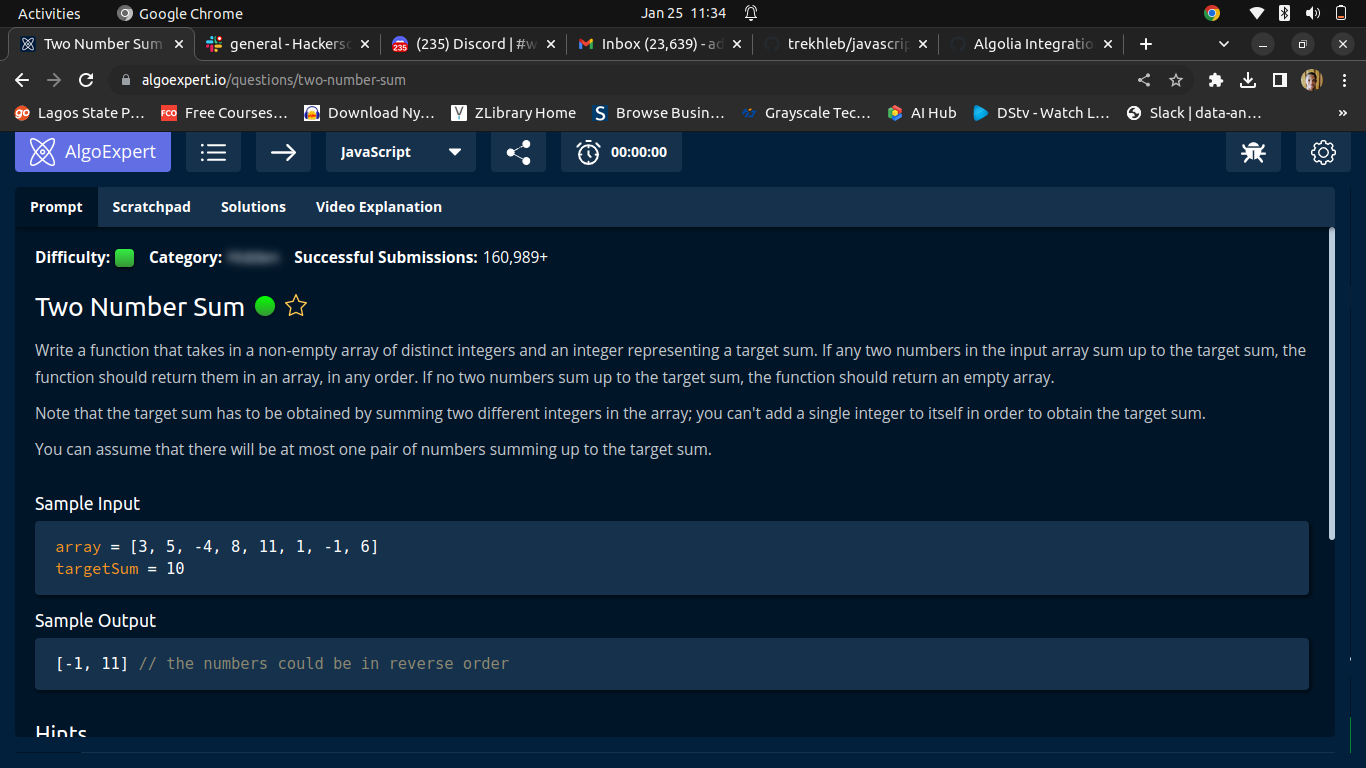 Activities Google Chrome Jan 25 11:34
Two Number Sum general - Hackersc (235) Discord | #w Inbox (23,639) - ad trekhleb/javascrip Algolia Integratio
algoexpert.io/questions/two-number-sum
Lagos State P... FCO Free Courses... Download Ny... ZLibrary Home Browse Busin... Grayscale Tec... AI Hub DStv - Watch L... Slack | data-an...
AlgoExpert JavaScript 00:00:00
Prompt Scratchpad Solutions Video Explanation
Difficulty: Category: Successful Submissions: 160,989+
Two Number Sum
Write a function that takes in a non-empty array of distinct integers and an integer representing a target sum. If any two numbers in the input array sum up to the target sum, the
function should return them in an array, in any order. If no two numbers sum up to the target sum, the function should return an empty array.
Note that the target sum has to be obtained by summing two different integers in the array; you can't add a single integer to itself in order to obtain the target sum.
You can assume that there will be at most one pair of numbers summing up to the target sum.
Sample Input
array = [3, 5, -4, 8, 11, 1, -1, 6]
targetSum = 10
Sample Output
[-1, 11] // the numbers could be in reverse order
Hints